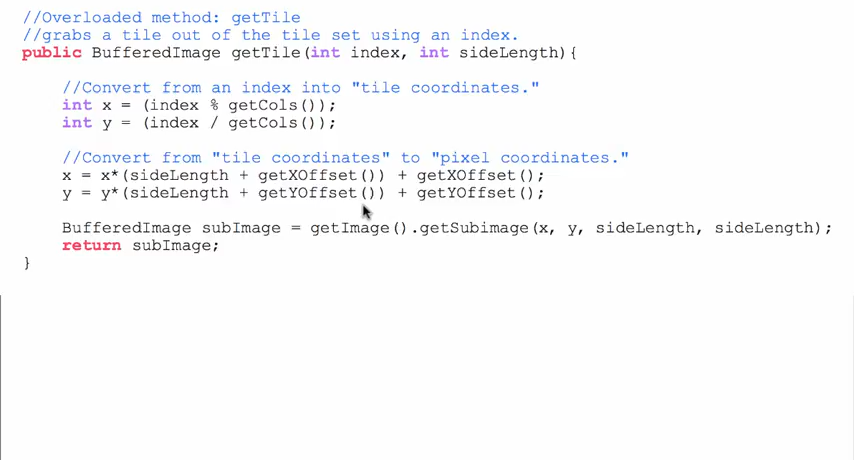 //Overloaded method: getTile
//grabs a tile out of the tile set using an index.
public BufferedImage getTile(int index, int sideLength){
//Convert from an index into "tile coordinates."
int x = (index % getCols());
int y = (index / getCols());
//Convert from "tile coordinates" to "pixel coordinates."
x = x*(sideLength + getXOffset()) + getXOffset();
y = y*(sideLength + getYOffset()) + getYOffset();
BufferedImage subImage = getImage().getSubimage(x, y, sideLength, sideLength);
return subImage;
}